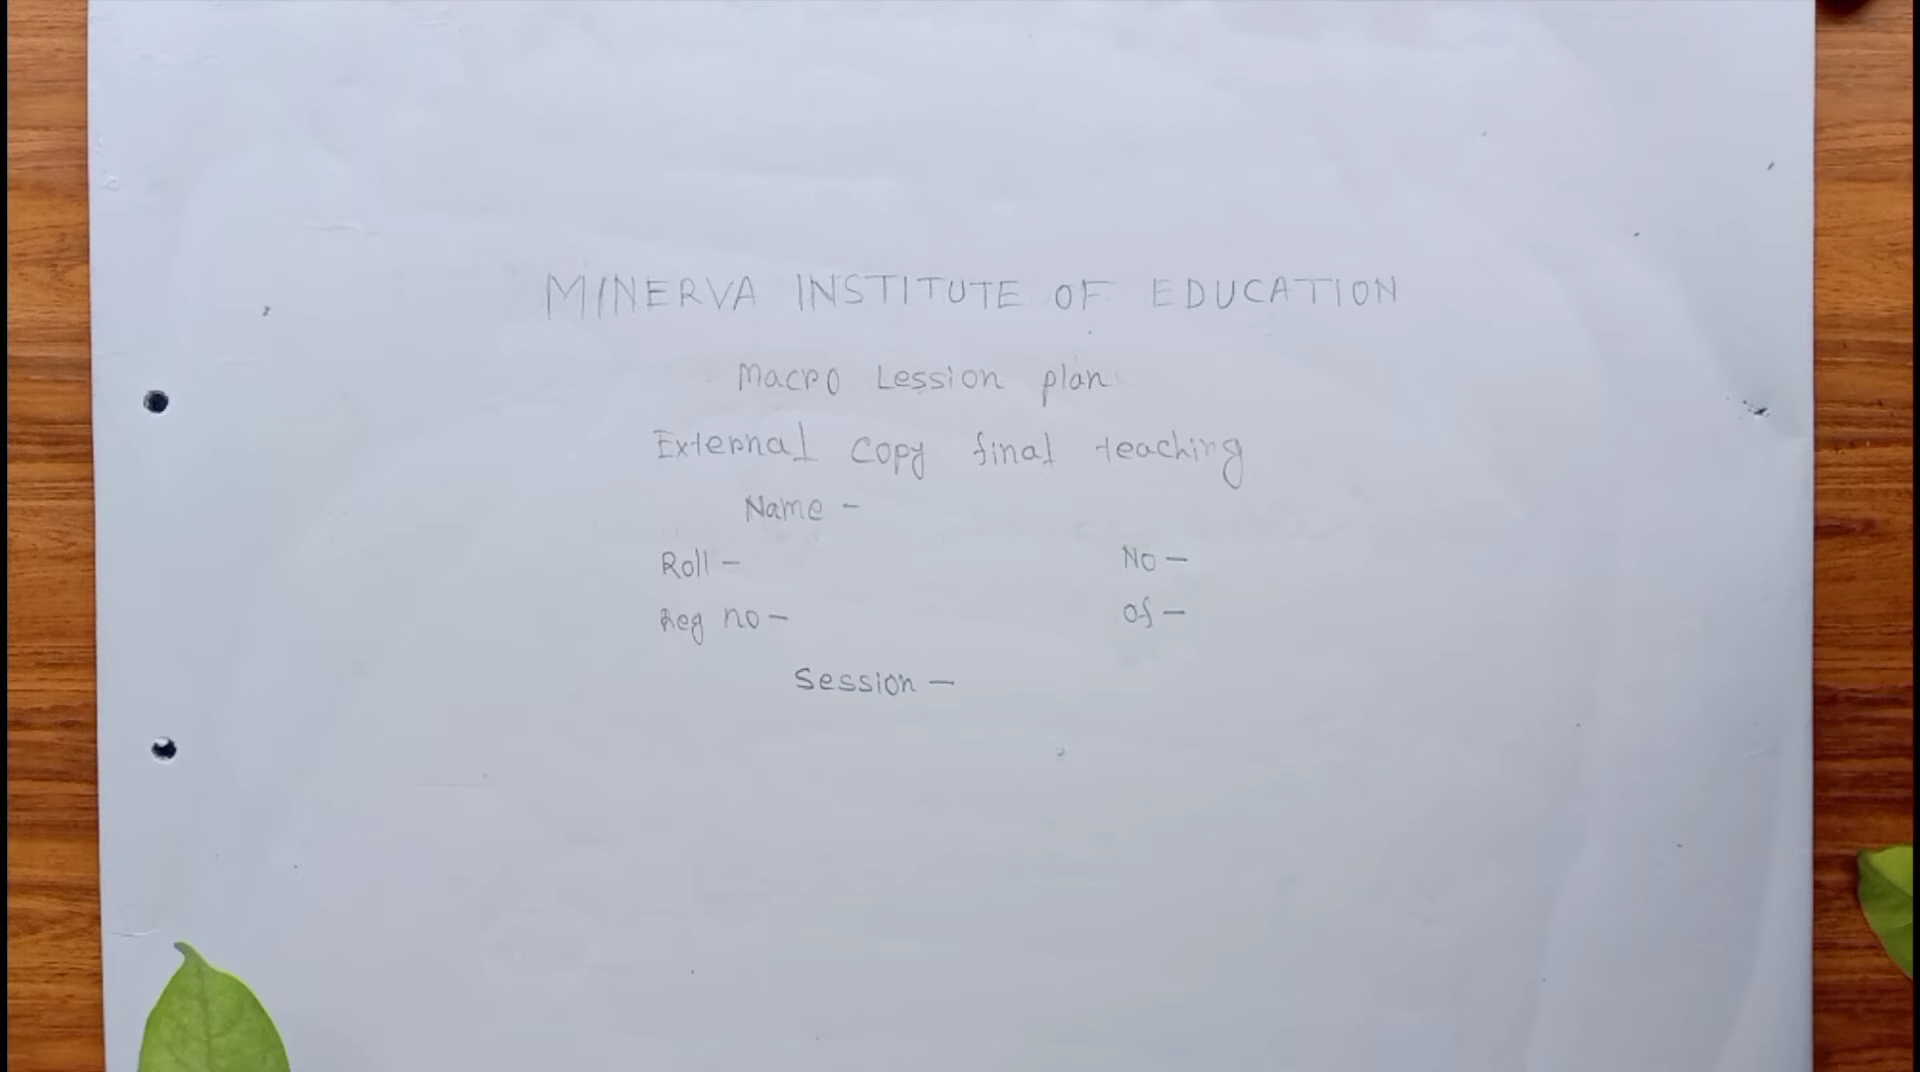 MINERVA INSTITUTE OF EDUCATION
Macro Lession plan
External copy final teaching
Name -
Roll - No -
Reg no - of -
Session -